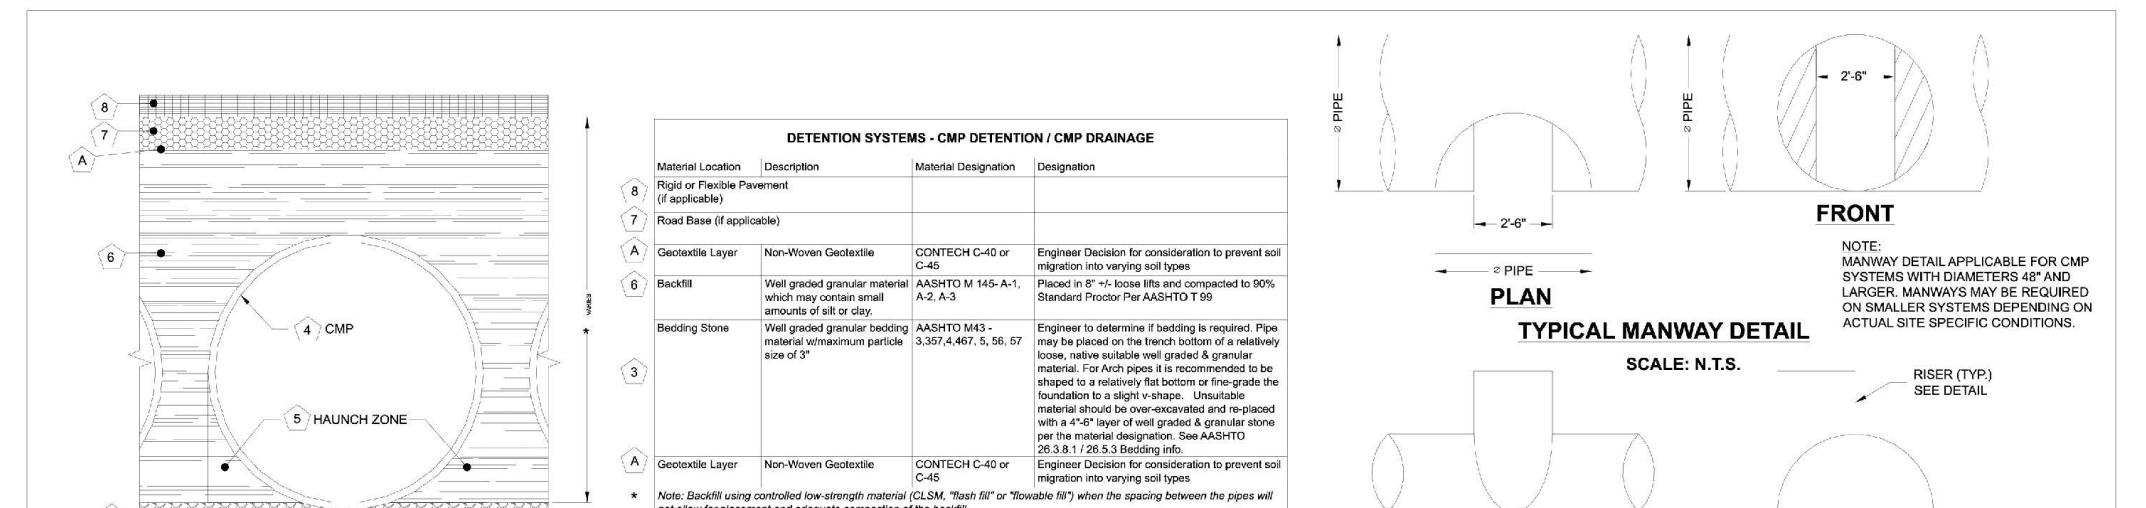 8
7
A
6
4 CMP
5 HAUNCH ZONE
VARIES
*
DETENTION SYSTEMS - CMP DETENTION / CMP DRAINAGE
Material Location Description Material Designation Designation
8 Rigid or Flexible Pavement
(if applicable)
7 Road Base (if applicable)
A Geotextile Layer Non-Woven Geotextile CONTECH C-40 or Engineer Decision for consideration to prevent soil
C-45 migration into varying soil types
6 Backfill Well graded granular material AASHTO M 145- A-1, Placed in 8" +/- loose lifts and compacted to 90%
which may contain small A-2, A-3 Standard Proctor Per AASHTO T 99
amounts of silt or clay.
Bedding Stone Well graded granular bedding AASHTO M43 - Engineer to determine if bedding is required. Pipe
material w/maximum particle 3,357,4,467, 5, 56, 57 may be placed on the trench bottom of a relatively
size of 3" loose, native suitable well graded & granular
3 material. For Arch pipes it is recommended to be
shaped to a relatively flat bottom or fine-grade the
foundation to a slight v-shape. Unsuitable
material should be over-excavated and re-placed
with a 4"-6" layer of well graded & granular stone
per the material designation. See AASHTO
26.3.8.1 / 26.5.3 Bedding info.
A Geotextile Layer Non-Woven Geotextile CONTECH C-40 or Engineer Decision for consideration to prevent soil
C-45 migration into varying soil types
* Note: Backfill using controlled low-strength material (CLSM, "flash fill" or "flowable fill") when the spacing between the pipes will
not allow for placement and adequate compaction of the backfill.
⌀ PIPE
2'-6"
⌀ PIPE
PLAN
⌀ PIPE
2'-6"
FRONT
TYPICAL MANWAY DETAIL
SCALE: N.T.S.
NOTE:
MANWAY DETAIL APPLICABLE FOR CMP
SYSTEMS WITH DIAMETERS 48" AND
LARGER. MANWAYS MAY BE REQUIRED
ON SMALLER SYSTEMS DEPENDING ON
ACTUAL SITE SPECIFIC CONDITIONS.
RISER (TYP.)
SEE DETAIL